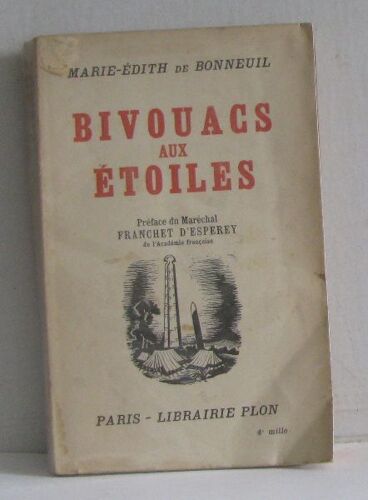 MARIE-ÉDITH DE BONNEUIL
BIVOUACS
AUX
ÉTOILES
Préface du Maréchal
FRANCHET D'ESPEREY
de l'Académie française
PARIS - LIBRAIRIE PLON
4e mille